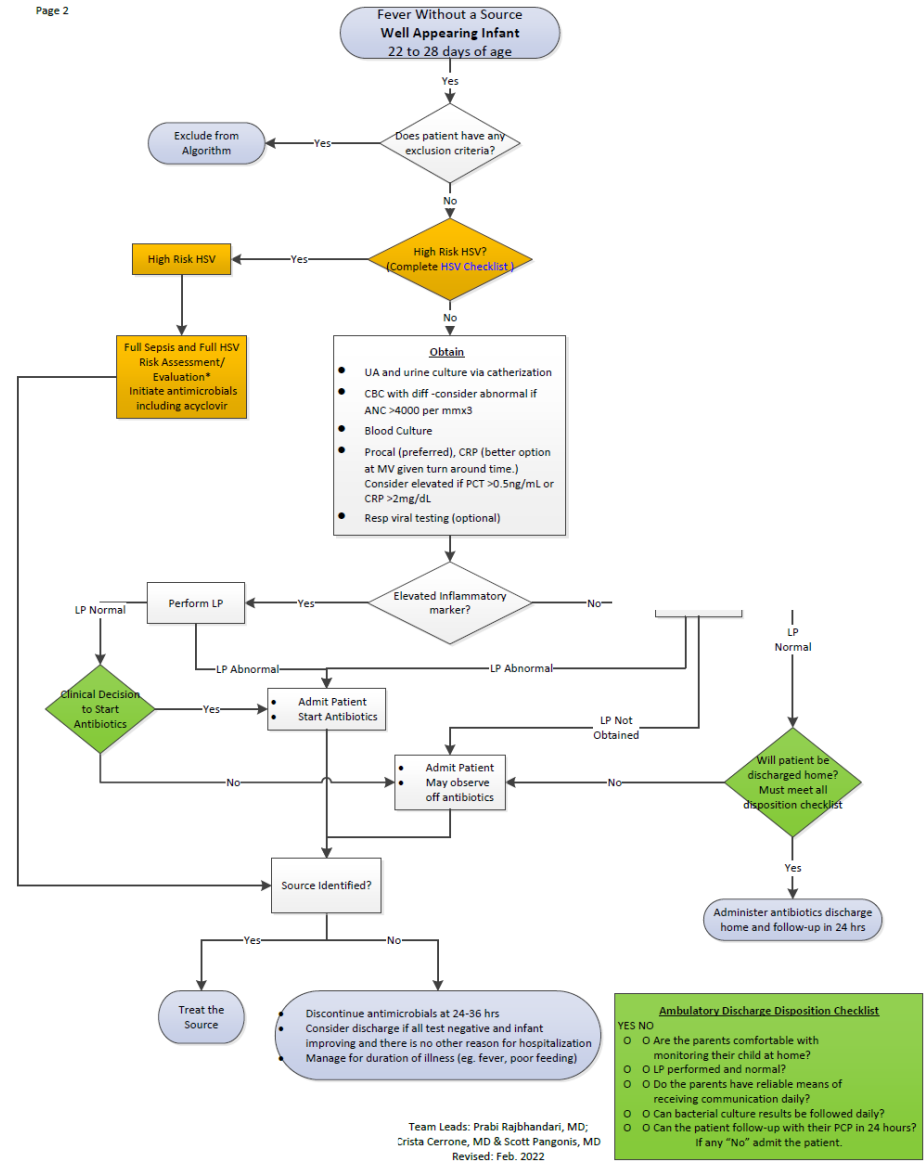 Page 2
Fever Without a Source
Well Appearing Infant
22 to 28 days of age
Yes
Does patient have any
exclusion criteria?
Yes
Exclude from
Algorithm
No
High Risk HSV?
(Complete HSV Checklist )
Yes
High Risk HSV
No
Full Sepsis and Full HSV
Risk Assessment/
Evaluation*
Initiate antimicrobials
including acyclovir
Obtain
● UA and urine culture via catherization
● CBC with diff -consider abnormal if
ANC >4000 per mmx3
● Blood Culture
● Procal (preferred), CRP (better option
at MV given turn around time.)
Consider elevated if PCT >0.5ng/mL or
CRP >2mg/dL
● Resp viral testing (optional)
Elevated Inflammatory
marker?
Yes
No
Perform LP
LP Normal
LP Abnormal
LP Abnormal
LP
Normal
Clinical Decision
to Start
Antibiotics
Yes
● Admit Patient
● Start Antibiotics
LP Not
Obtained
No
● Admit Patient
● May observe
off antibiotics
No
Will patient be
discharged home?
Must meet all
disposition checklist
Yes
Administer antibiotics discharge
home and follow-up in 24 hrs
Source Identified?
Yes
No
Treat the
Source
● Discontinue antimicrobials at 24-36 hrs
● Consider discharge if all test negative and infant
improving and there is no other reason for hospitalization
● Manage for duration of illness (eg. fever, poor feeding)
Ambulatory Discharge Disposition Checklist
YES NO
O O Are the parents comfortable with
monitoring their child at home?
O O LP performed and normal?
O O Do the parents have reliable means of
receiving communication daily?
O O Can bacterial culture results be followed daily?
O O Can the patient follow-up with their PCP in 24 hours?
If any “No” admit the patient.
Team Leads: Prabi Rajbhandari, MD;
Crista Cerrone, MD & Scott Pangonis, MD
Revised: Feb. 2022